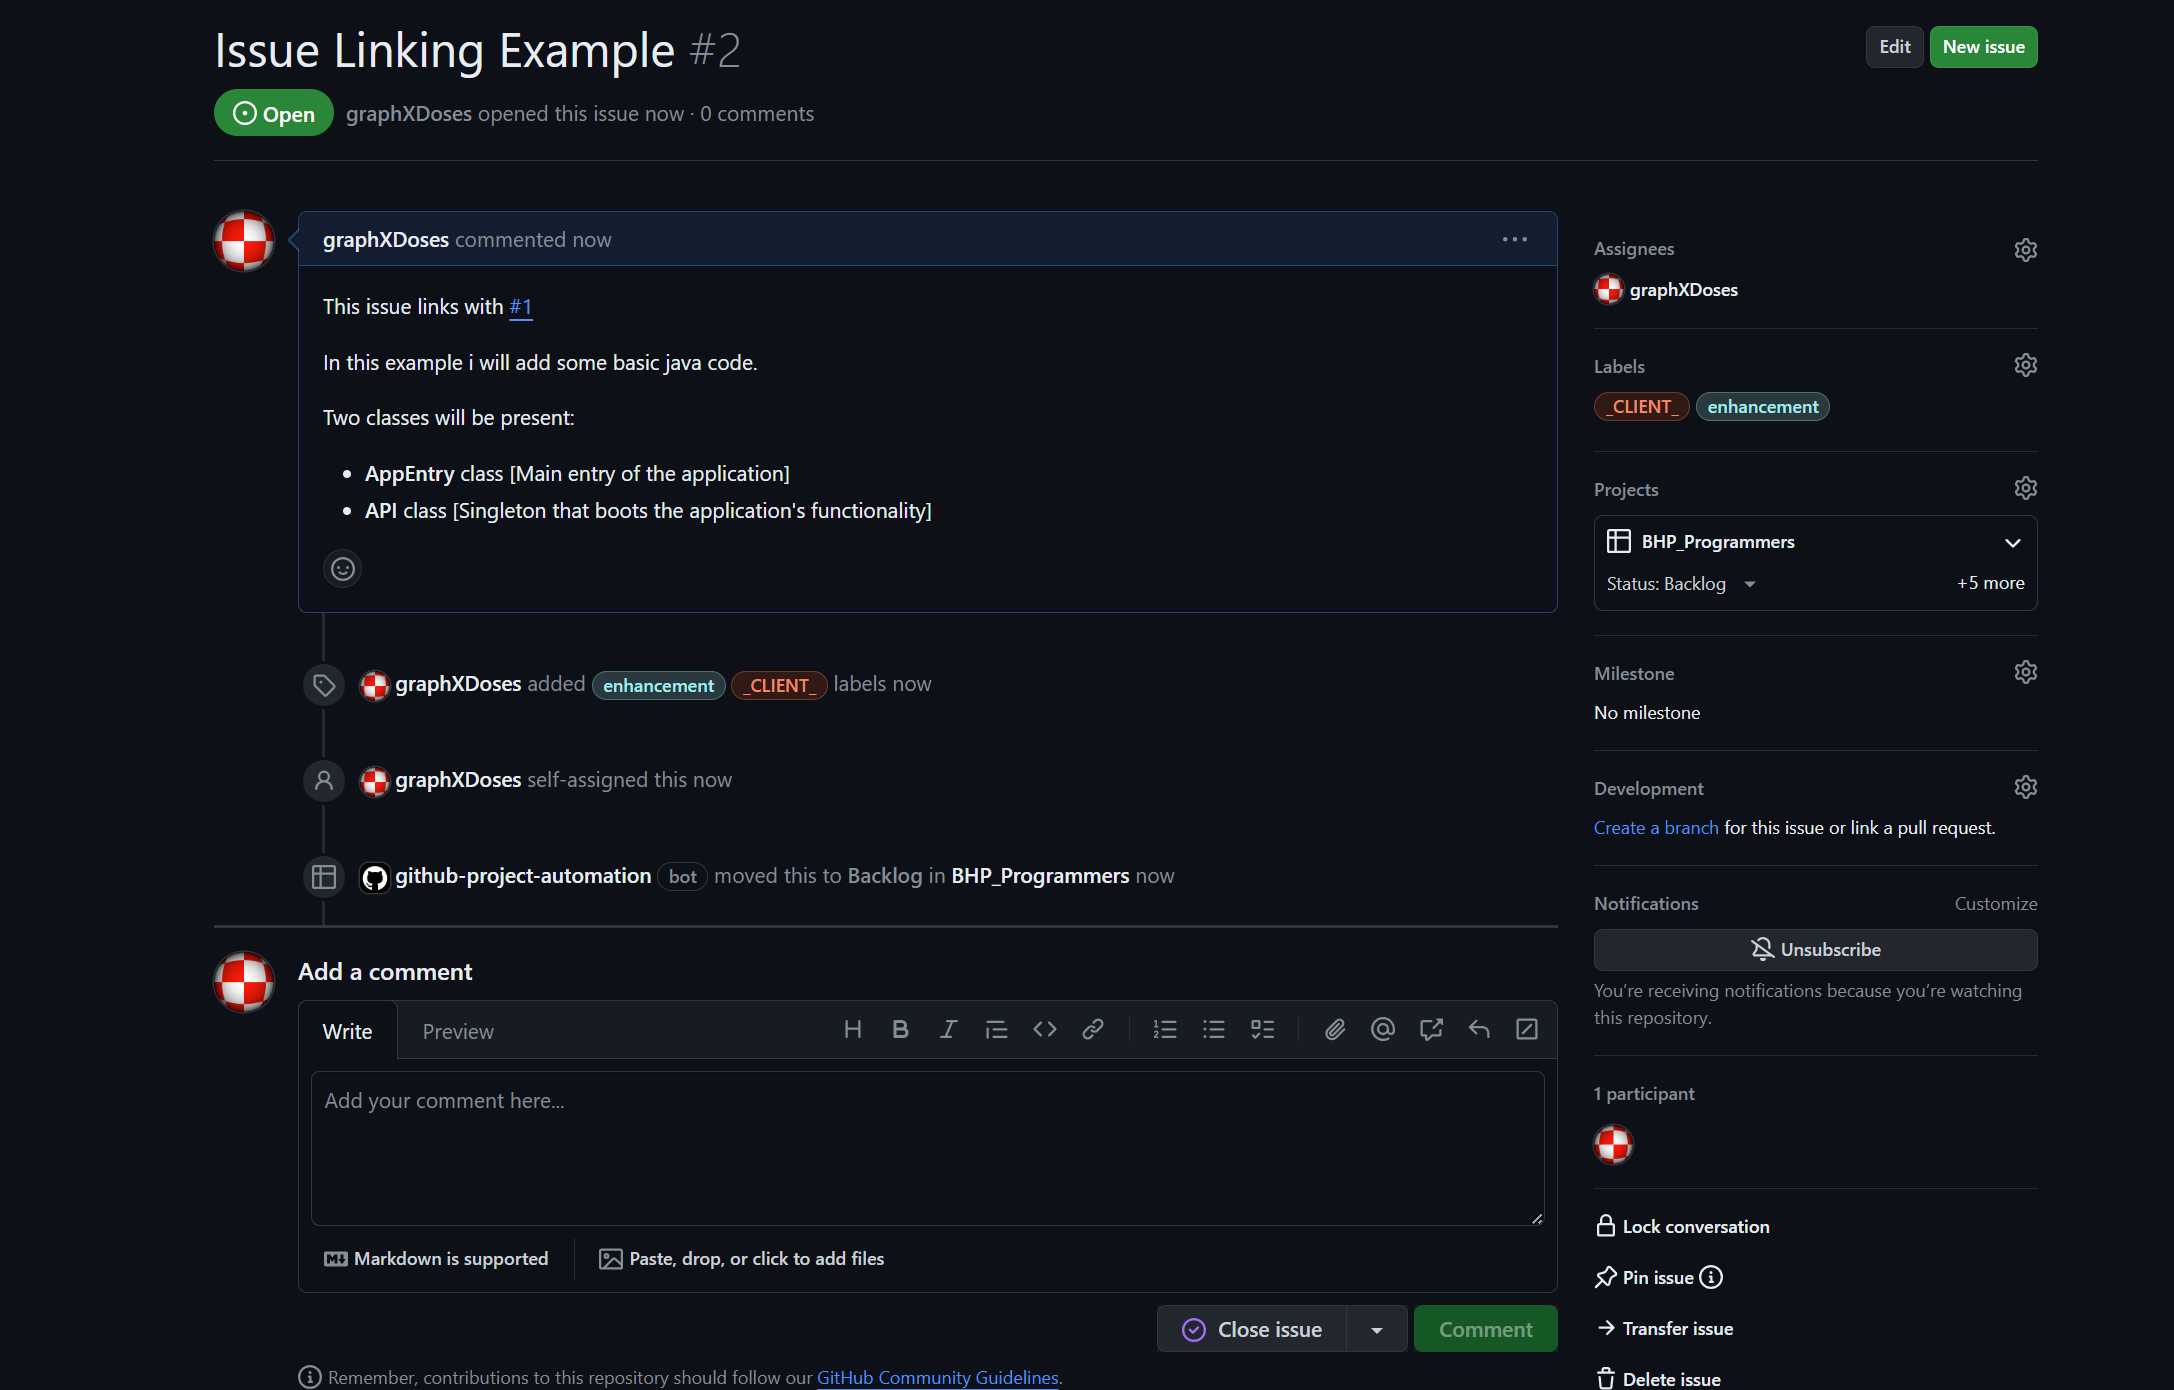 Issue Linking Example #2
Edit
New issue
Open
graphXDoses opened this issue now · 0 comments
graphXDoses commented now
This issue links with #1
In this example i will add some basic java code.
Two classes will be present:
• AppEntry class [Main entry of the application]
• API class [Singleton that boots the application's functionality]
graphXDoses added enhancement _CLIENT_ labels now
graphXDoses self-assigned this now
github-project-automation bot moved this to Backlog in BHP_Programmers now
Add a comment
Write
Preview
Add your comment here...
Markdown is supported
Paste, drop, or click to add files
Close issue
Comment
Remember, contributions to this repository should follow our GitHub Community Guidelines.
Assignees
graphXDoses
Labels
_CLIENT_ enhancement
Projects
BHP_Programmers
Status: Backlog
+5 more
Milestone
No milestone
Development
Create a branch for this issue or link a pull request.
Notifications
Customize
Unsubscribe
You’re receiving notifications because you’re watching
this repository.
1 participant
Lock conversation
Pin issue
Transfer issue
Delete issue